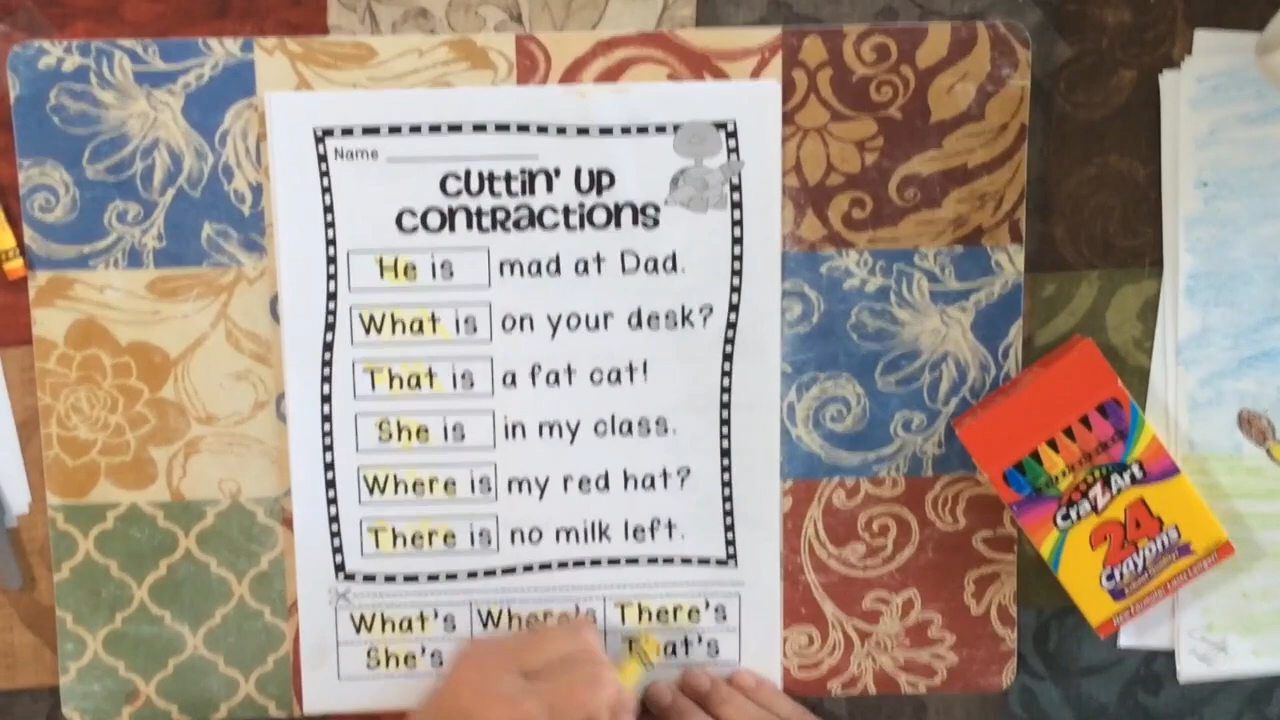 Name
Cuttin' Up
Contractions
He is mad at Dad.
What is on your desk?
That is a fat cat!
She is in my class.
Where is my red hat?
There is no milk left.
What's Where's There's
She's That's
Cra-Z-Art
24
Crayons